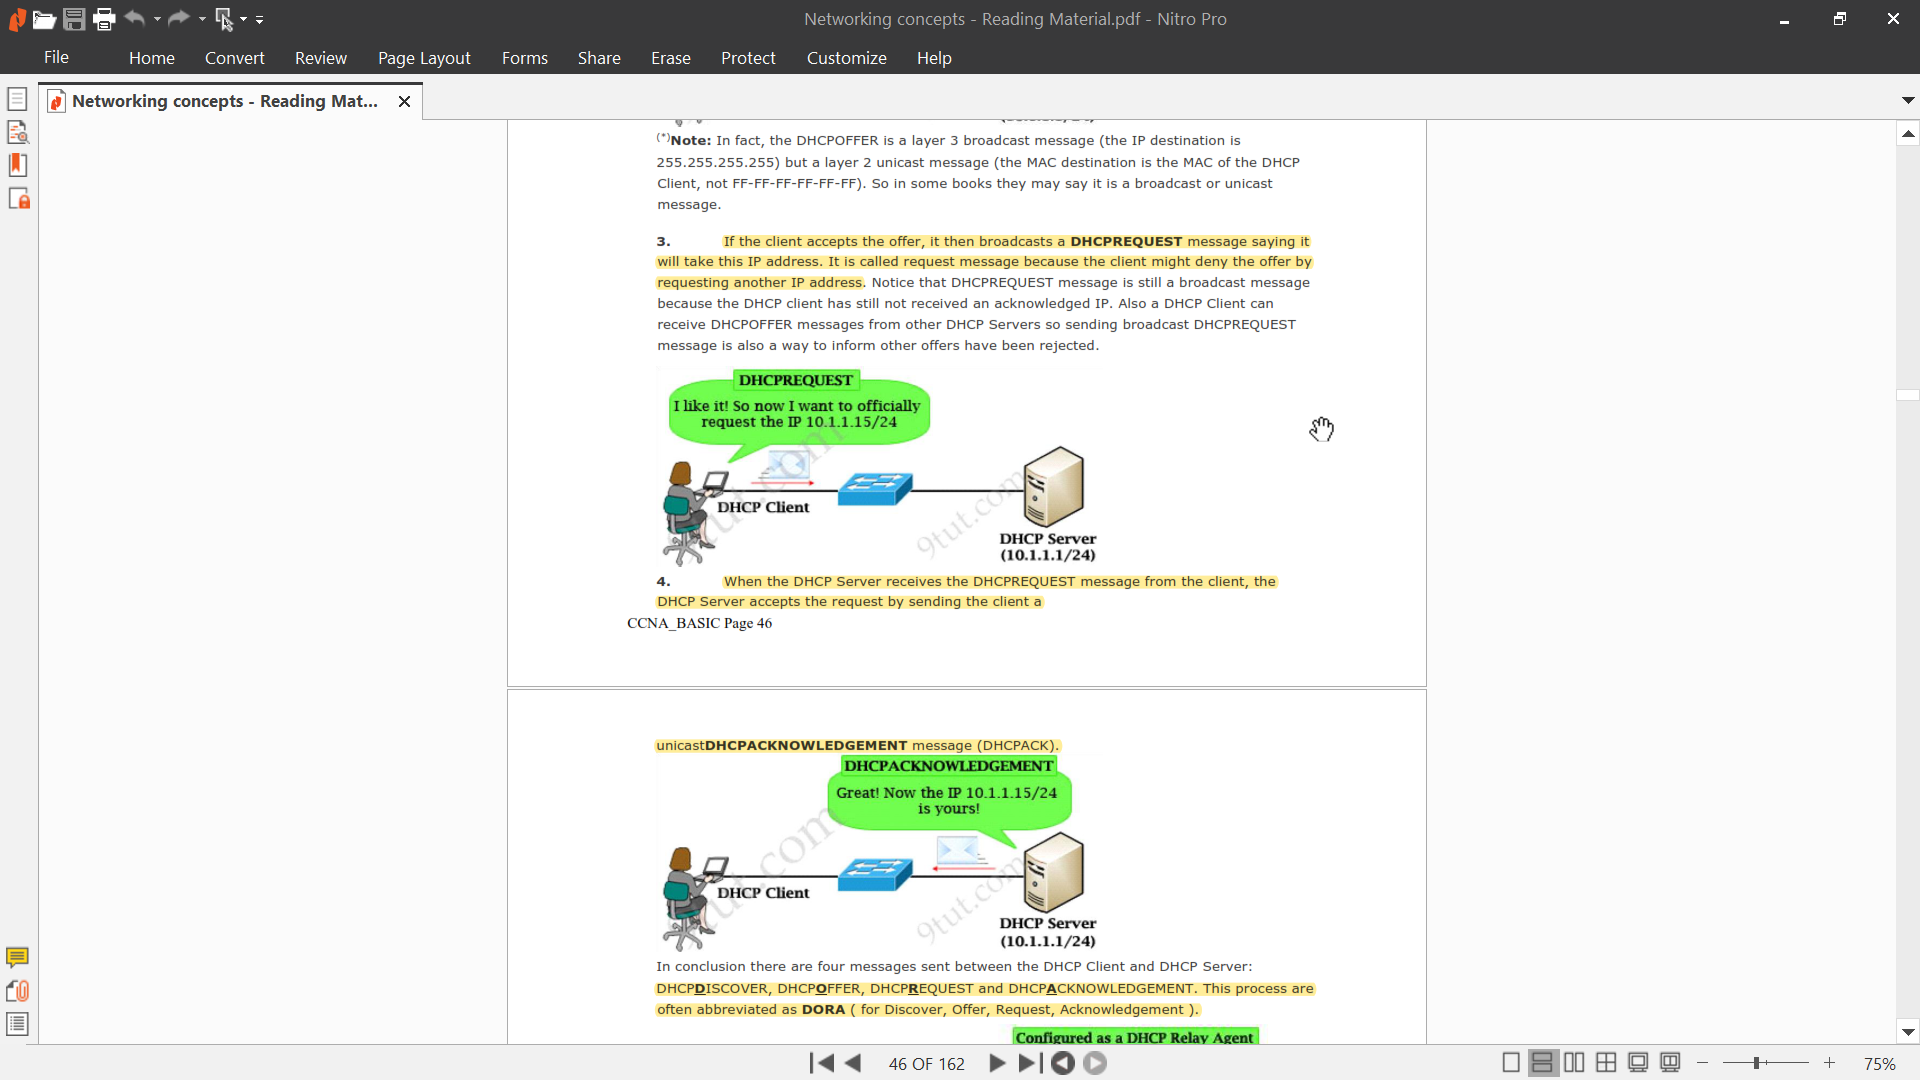 Networking concepts - Reading Material.pdf - Nitro Pro
File Home Convert Review Page Layout Forms Share Erase Protect Customize Help
Networking concepts - Reading Mat...
(*)Note: In fact, the DHCPOFFER is a layer 3 broadcast message (the IP destination is
255.255.255.255) but a layer 2 unicast message (the MAC destination is the MAC of the DHCP
Client, not FF-FF-FF-FF-FF-FF). So in some books they may say it is a broadcast or unicast
message.
3. If the client accepts the offer, it then broadcasts a DHCPREQUEST message saying it
will take this IP address. It is called request message because the client might deny the offer by
requesting another IP address. Notice that DHCPREQUEST message is still a broadcast message
because the DHCP client has still not received an acknowledged IP. Also a DHCP Client can
receive DHCPOFFER messages from other DHCP Servers so sending broadcast DHCPREQUEST
message is also a way to inform other offers have been rejected.
DHCPREQUEST
I like it! So now I want to officially
request the IP 10.1.1.15/24
DHCP Client
9tut.com
DHCP Server
(10.1.1.1/24)
4. When the DHCP Server receives the DHCPREQUEST message from the client, the
DHCP Server accepts the request by sending the client a
CCNA_BASIC Page 46
unicastDHCPACKNOWLEDGEMENT message (DHCPACK).
DHCPACKNOWLEDGEMENT
Great! Now the IP 10.1.1.15/24
is yours!
DHCP Client
9tut.com
DHCP Server
(10.1.1.1/24)
In conclusion there are four messages sent between the DHCP Client and DHCP Server:
DHCPDISCOVER, DHCPOFFER, DHCPREQUEST and DHCPACKNOWLEDGEMENT. This process are
often abbreviated as DORA ( for Discover, Offer, Request, Acknowledgement ).
Configured as a DHCP Relay Agent
46 OF 162
75%